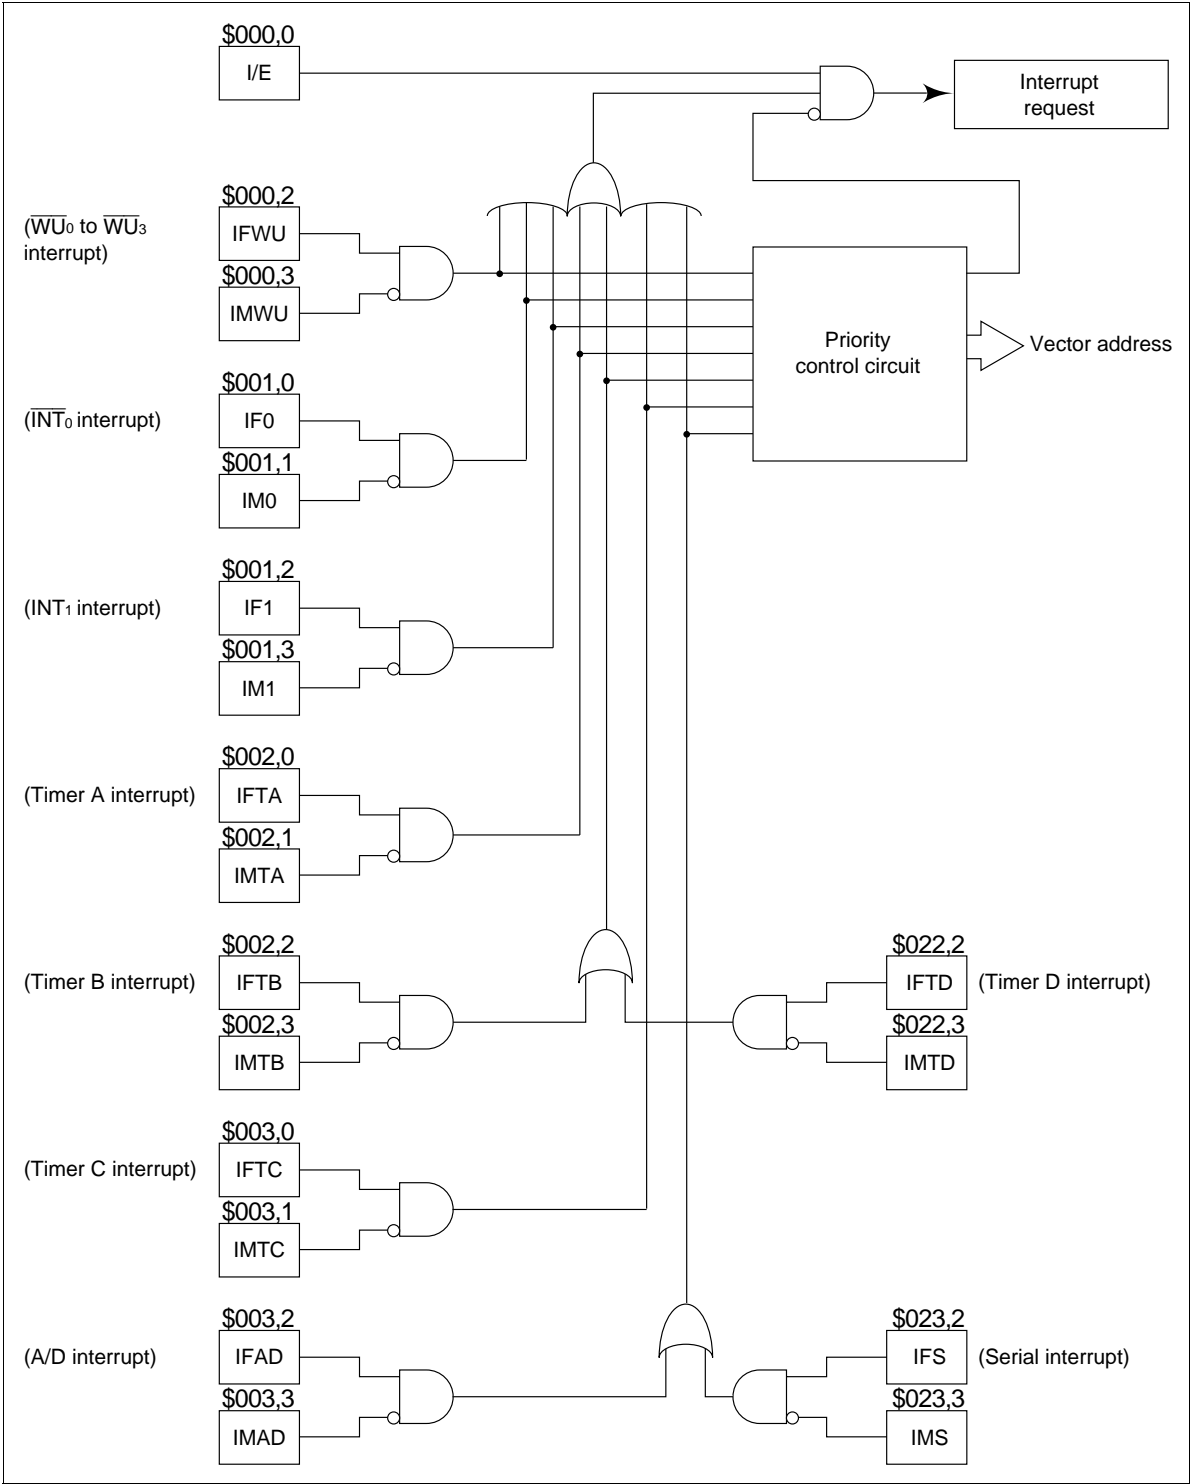 $000,0
I/E
Interrupt
request
$000,2
(W̅U̅₀ to W̅U̅₃
interrupt)
IFWU
$000,3
IMWU
Priority
control circuit
Vector address
$001,0
(I̅N̅T̅₀ interrupt)
IF0
$001,1
IM0
$001,2
(INT₁ interrupt)
IF1
$001,3
IM1
$002,0
(Timer A interrupt)
IFTA
$002,1
IMTA
$002,2
(Timer B interrupt)
IFTB
$002,3
IMTB
$022,2
IFTD
(Timer D interrupt)
$022,3
IMTD
$003,0
(Timer C interrupt)
IFTC
$003,1
IMTC
$003,2
(A/D interrupt)
IFAD
$003,3
IMAD
$023,2
IFS
(Serial interrupt)
$023,3
IMS